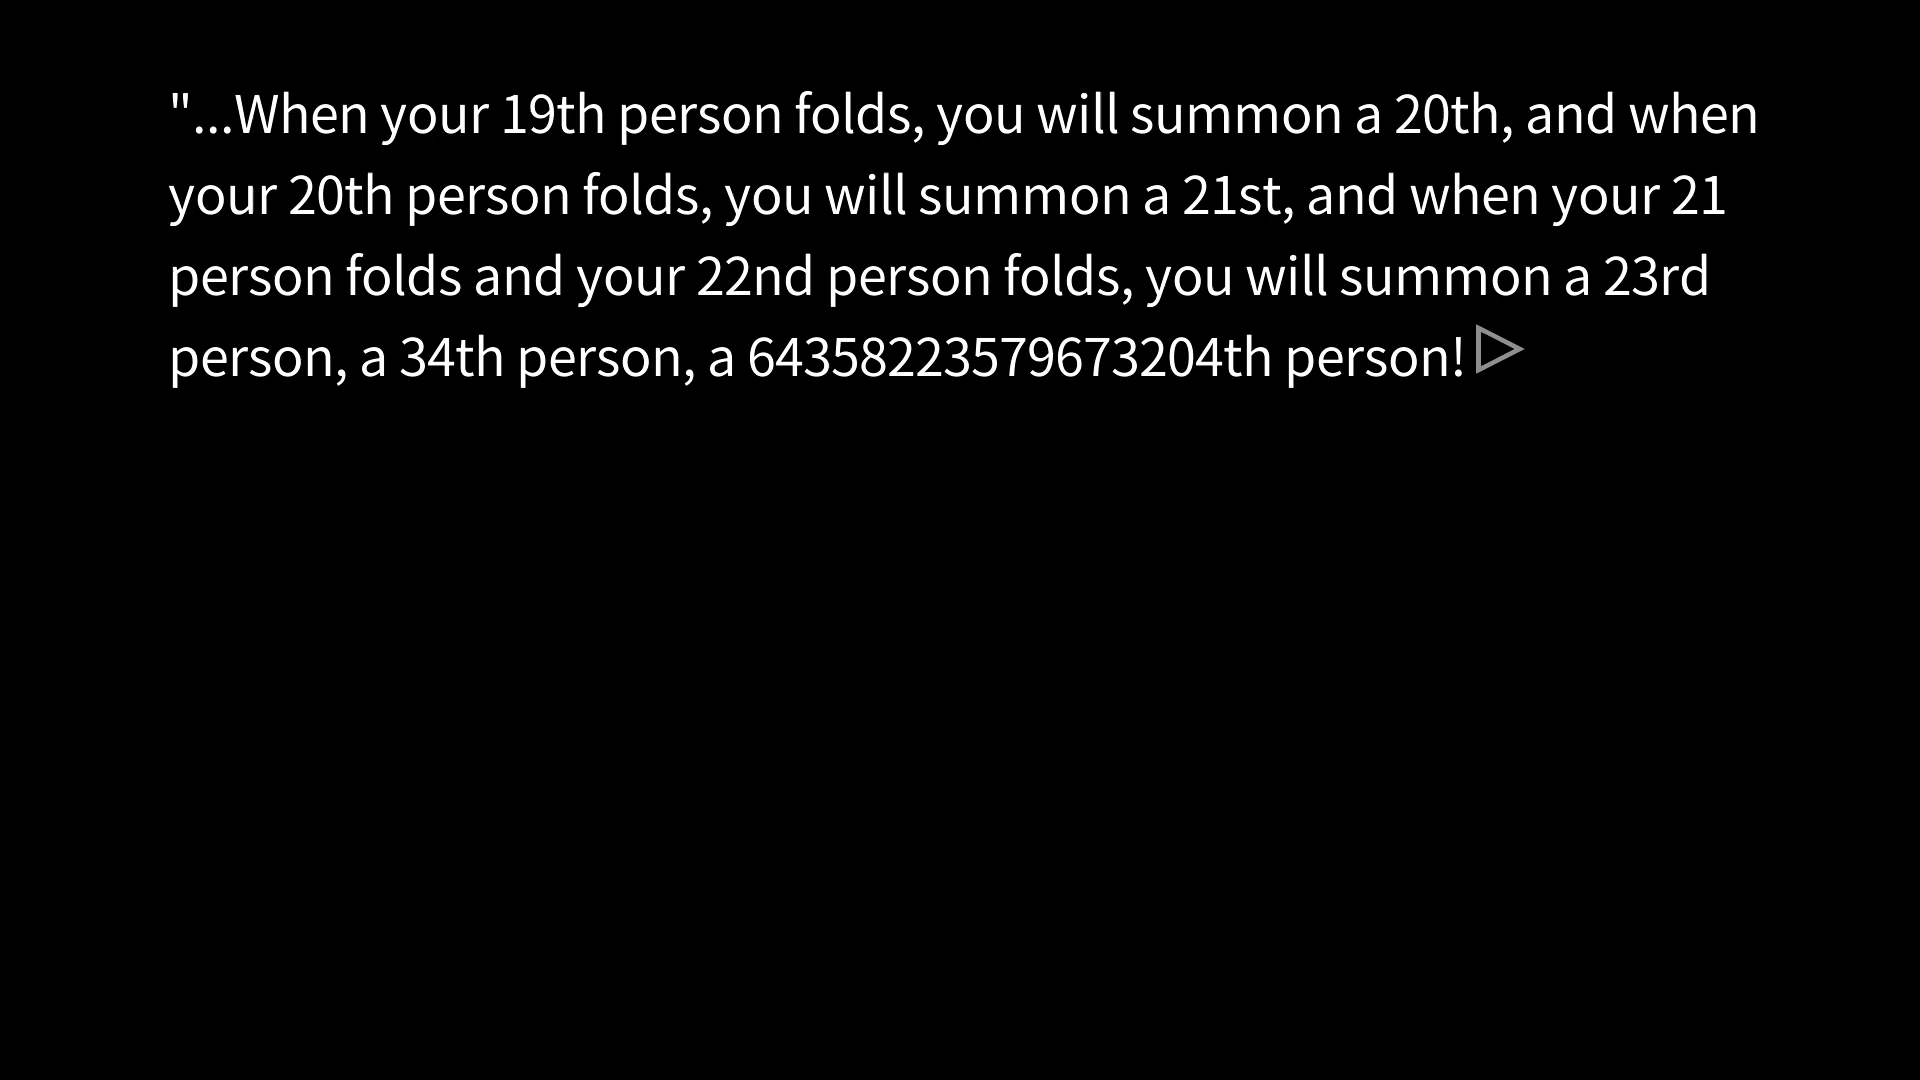 "...When your 19th person folds, you will summon a 20th, and when
your 20th person folds, you will summon a 21st, and when your 21
person folds and your 22nd person folds, you will summon a 23rd
person, a 34th person, a 64358223579673204th person!